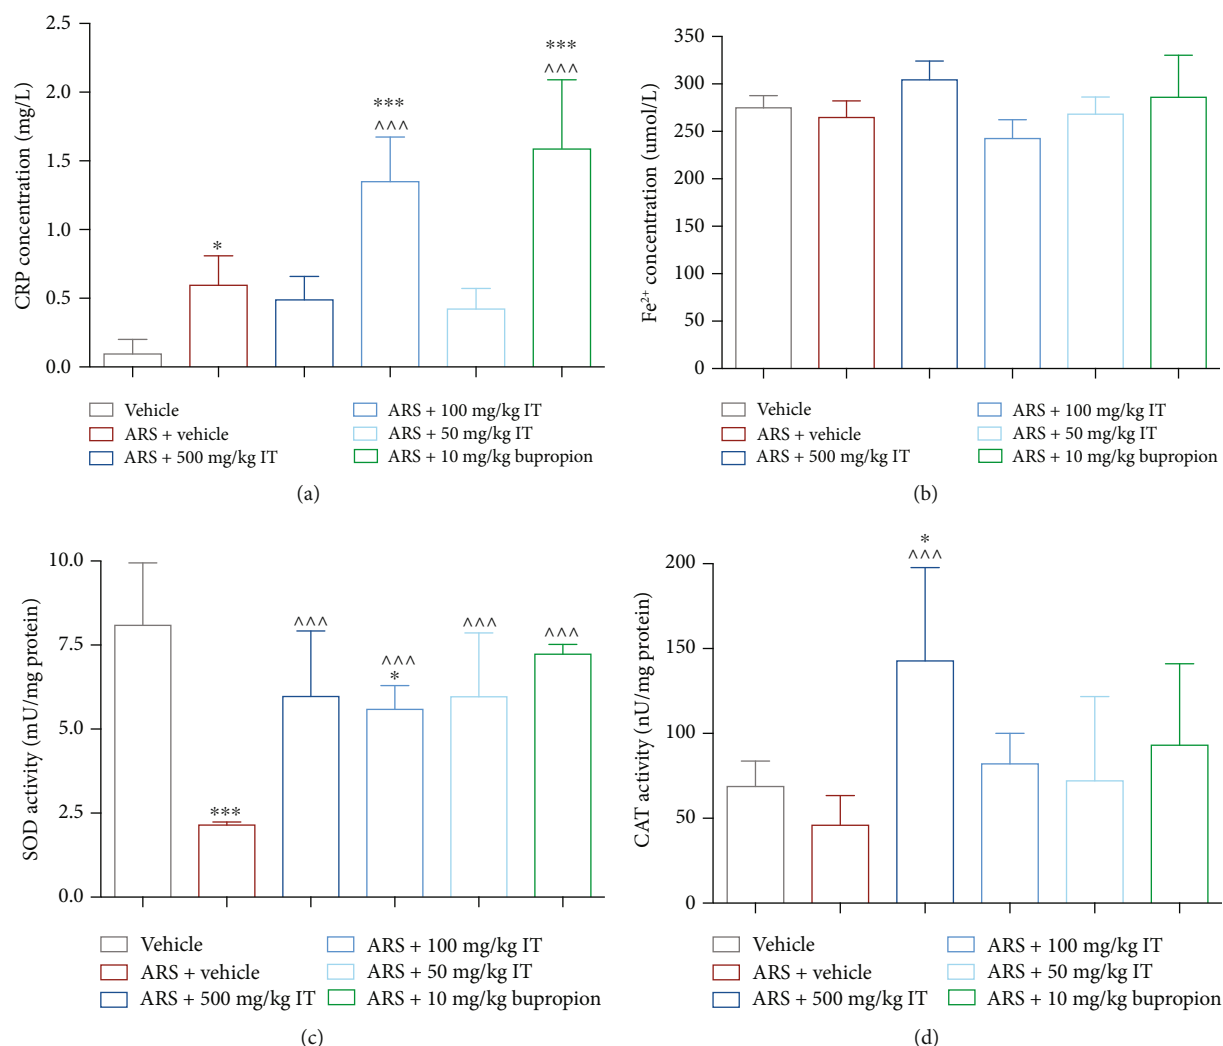 2.5
2.0
1.5
1.0
0.5
0.0
CRP concentration (mg/L)
*
***
^^^
***
^^^
Vehicle
ARS + vehicle
ARS + 500 mg/kg IT
ARS + 100 mg/kg IT
ARS + 50 mg/kg IT
ARS + 10 mg/kg bupropion
(a)
350
300
250
200
150
300
50
0
Fe²⁺ concentration (umol/L)
Vehicle
ARS + vehicle
ARS + 500 mg/kg IT
ARS + 100 mg/kg IT
ARS + 50 mg/kg IT
ARS + 10 mg/kg bupropion
(b)
10.0
7.5
5.0
2.5
0.0
SOD activity (mU/mg protein)
***
^^^
^^^
*
^^^
^^^
Vehicle
ARS + vehicle
ARS + 500 mg/kg IT
ARS + 100 mg/kg IT
ARS + 50 mg/kg IT
ARS + 10 mg/kg bupropion
(c)
200
150
100
50
0
CAT activity (nU/mg protein)
*
^^^
Vehicle
ARS + vehicle
ARS + 500 mg/kg IT
ARS + 100 mg/kg IT
ARS + 50 mg/kg IT
ARS + 10 mg/kg bupropion
(d)